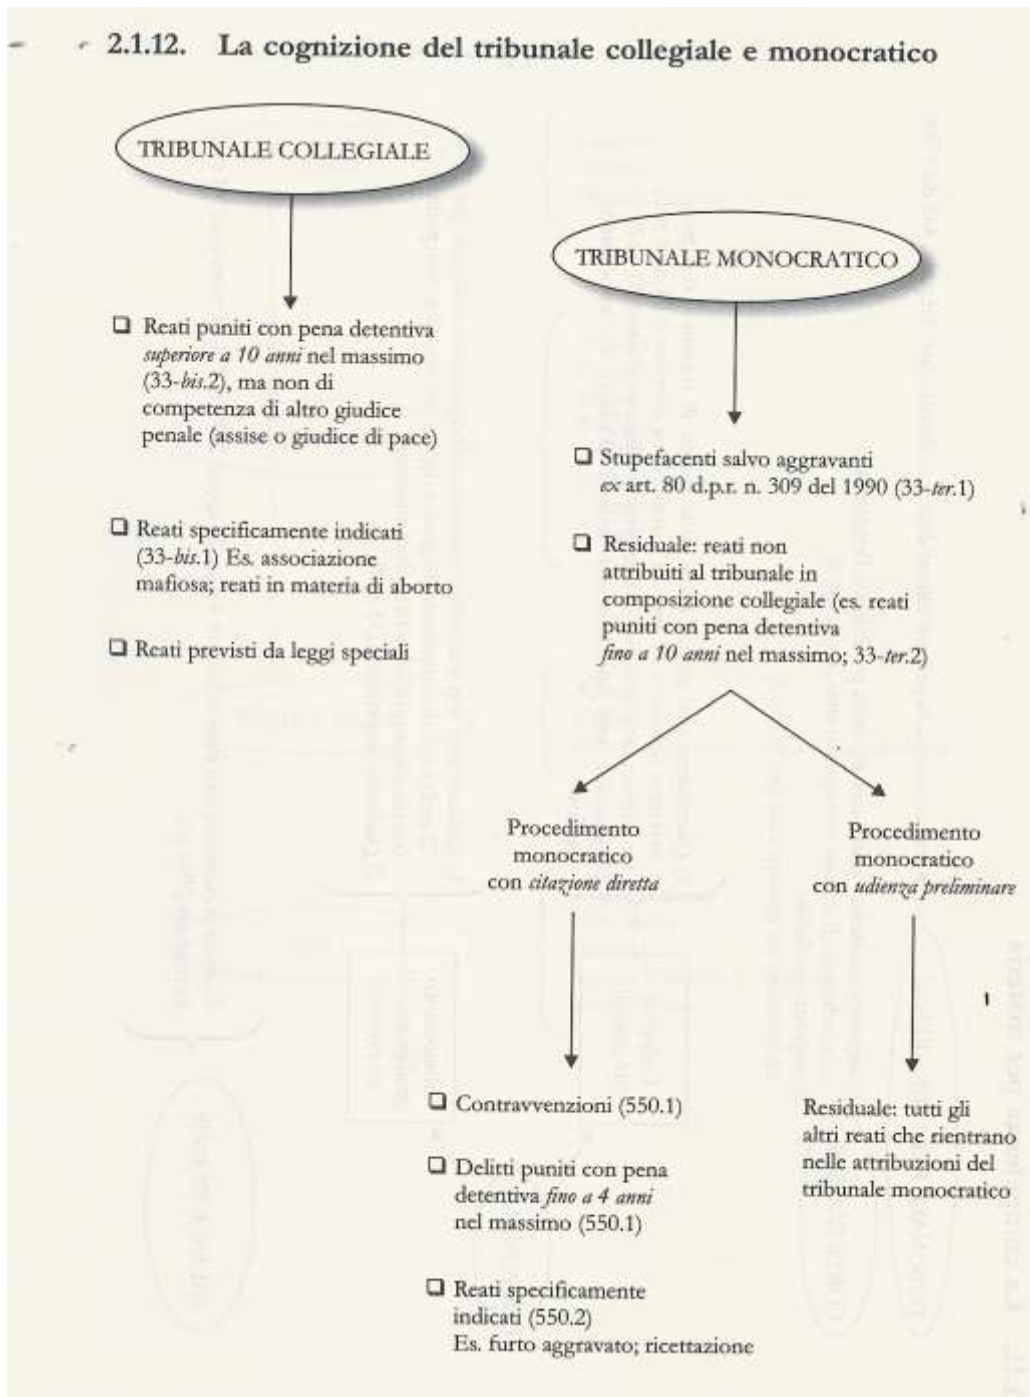 2.1.12. La cognizione del tribunale collegiale e monocratico
TRIBUNALE COLLEGIALE
❑ Reati puniti con pena detentiva
superiore a 10 anni nel massimo
(33-bis.2), ma non di
competenza di altro giudice
penale (assise o giudice di pace)
❑ Reati specificamente indicati
(33-bis.1) Es. associazione
mafiosa; reati in materia di aborto
❑ Reati previsti da leggi speciali
TRIBUNALE MONOCRATICO
❑ Stupefacenti salvo aggravanti
ex art. 80 d.p.r. n. 309 del 1990 (33-ter.1)
❑ Residuale: reati non
attribuiti al tribunale in
composizione collegiale (es. reati
puniti con pena detentiva
fino a 10 anni nel massimo; 33-ter.2)
Procedimento
monocratico
con citazione diretta
❑ Contravvenzioni (550.1)
❑ Delitti puniti con pena
detentiva fino a 4 anni
nel massimo (550.1)
❑ Reati specificamente
indicati (550.2)
Es. furto aggravato; ricettazione
Procedimento
monocratico
con udienza preliminare
Residuale: tutti gli
altri reati che rientrano
nelle attribuzioni del
tribunale monocratico